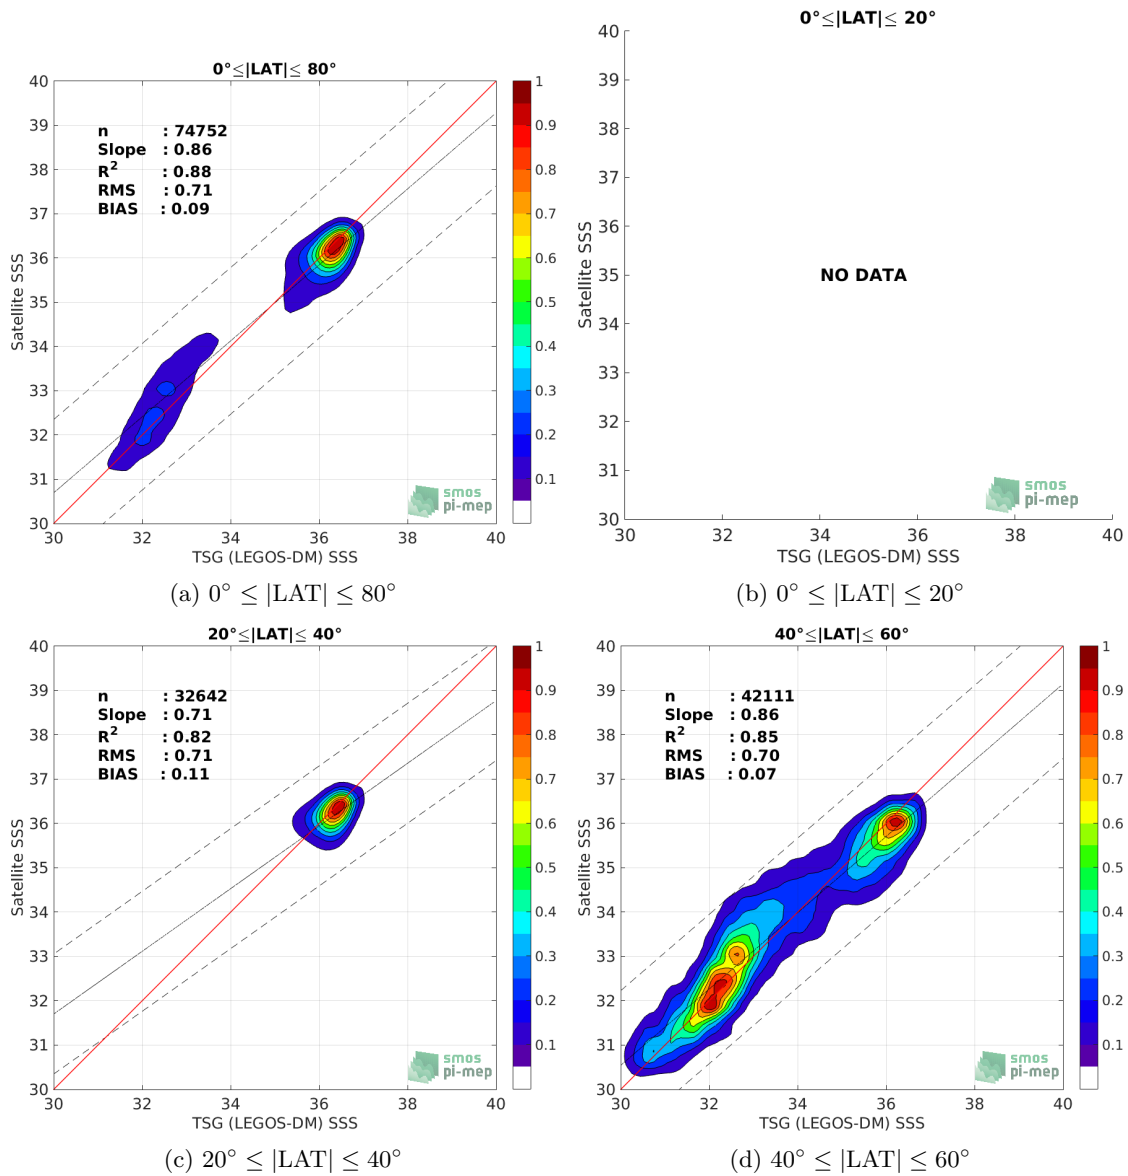 0°≤|LAT|≤ 80°
n : 74752
Slope : 0.86
R² : 0.88
RMS : 0.71
BIAS : 0.09
Satellite SSS
40
39
38
37
36
35
34
33
32
31
30
30 32 34 36 38 40
TSG (LEGOS-DM) SSS
1
0.9
0.8
0.7
0.6
0.5
0.4
0.3
0.2
0.1
smos
pi-mep
(a) 0° ≤ |LAT| ≤ 80°
0°≤|LAT|≤ 20°
NO DATA
Satellite SSS
40
39
38
37
36
35
34
33
32
31
30
30 32 34 36 38 40
TSG (LEGOS-DM) SSS
smos
pi-mep
(b) 0° ≤ |LAT| ≤ 20°
20°≤|LAT|≤ 40°
n : 32642
Slope : 0.71
R² : 0.82
RMS : 0.71
BIAS : 0.11
Satellite SSS
40
39
38
37
36
35
34
33
32
31
30
30 32 34 36 38 40
TSG (LEGOS-DM) SSS
1
0.9
0.8
0.7
0.6
0.5
0.4
0.3
0.2
0.1
smos
pi-mep
(c) 20° ≤ |LAT| ≤ 40°
40°≤|LAT|≤ 60°
n : 42111
Slope : 0.86
R² : 0.85
RMS : 0.70
BIAS : 0.07
Satellite SSS
40
39
38
37
36
35
34
33
32
31
30
30 32 34 36 38 40
TSG (LEGOS-DM) SSS
1
0.9
0.8
0.7
0.6
0.5
0.4
0.3
0.2
0.1
smos
pi-mep
(d) 40° ≤ |LAT| ≤ 60°